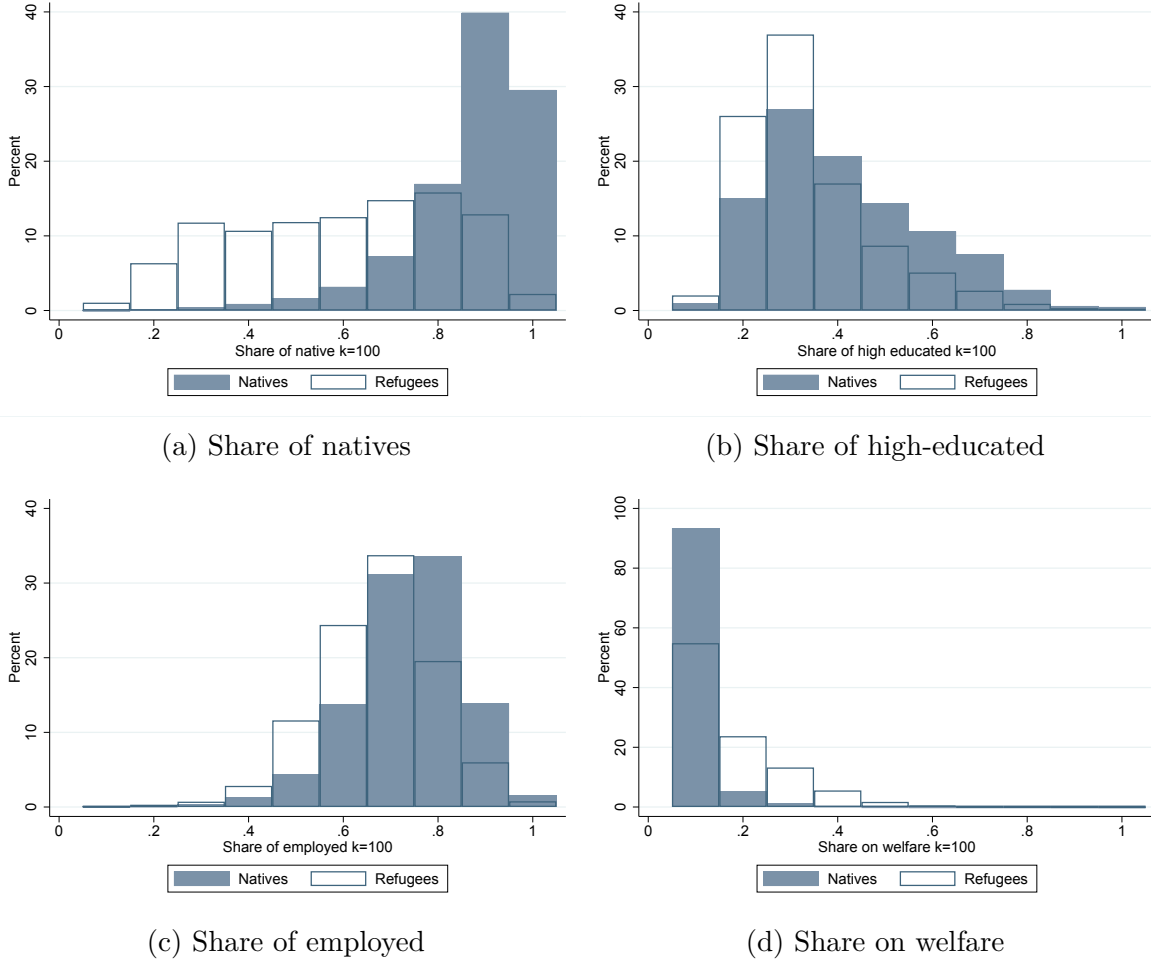 Percent
40
30
20
10
0
0 .2 .4 .6 .8 1
Share of native k=100
Natives Refugees
(a) Share of natives
Percent
40
30
20
10
0
0 .2 .4 .6 .8 1
Share of high educated k=100
Natives Refugees
(b) Share of high-educated
Percent
40
30
20
10
0
0 .2 .4 .6 .8 1
Share of employed k=100
Natives Refugees
(c) Share of employed
Percent
100
80
60
40
20
0
0 .2 .4 .6 .8 1
Share on welfare k=100
Natives Refugees
(d) Share on welfare